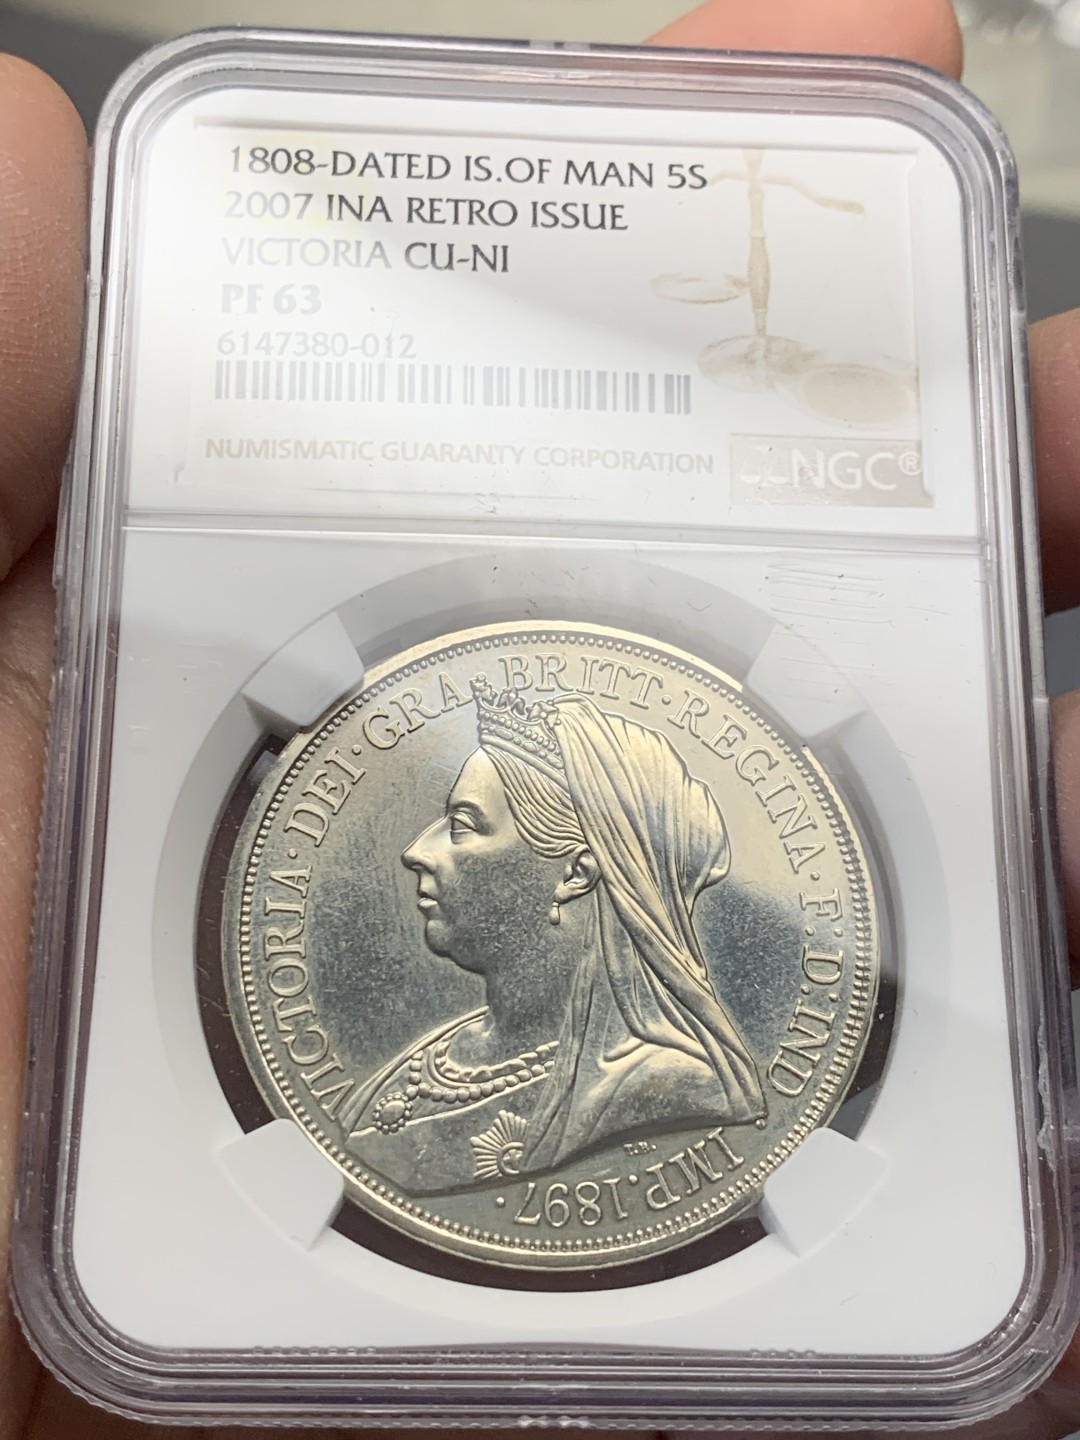 1808-DATED IS.OF MAN 5S
2007 INA RETRO ISSUE
VICTORIA CU-NI
PF 63
6147380-012
NUMISMATIC GUARANTY CORPORATION
NGC®
VICTORIA·DEI·GRA BRITT·REGINA·F·D·IND
IMP·1897·
T.B.